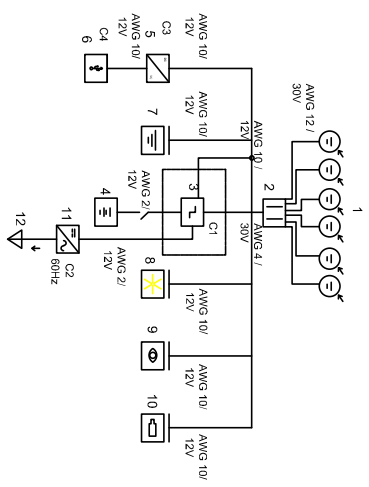 1
AWG 12 /
30V
2
AWG 4 /
30V
AWG 10 /
12V
C1
3
AWG 2/
12V
4
AWG 10/
12V
C3
5
AWG 10/
12V
C4
6
AWG 10/
12V
7
AWG 10/
12V
8
AWG 10/
12V
9
AWG 10/
12V
10
AWG 2/
12V
C2
60Hz
11
12